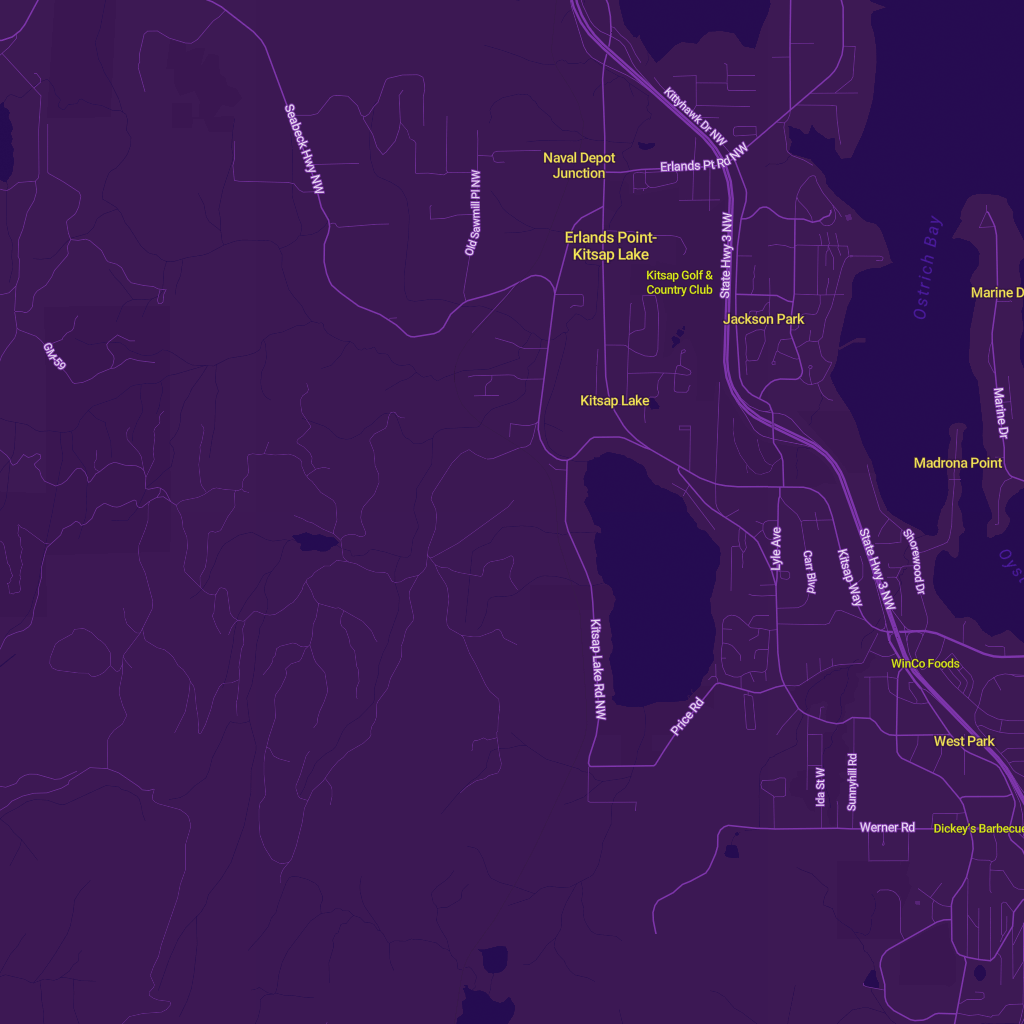 Kittyhawk Dr NW
Seabeck Hwy NW
Naval Depot
Junction
Erlands Pt Rd NW
Old Sawmill Pl NW
State Hwy 3 NW
Erlands Point-
Kitsap Lake
Ostrich Bay
Kitsap Golf &
Country Club
Marine D
Jackson Park
GM-59
Kitsap Lake
Marine Dr
Madrona Point
Lyle Ave
Carr Blvd
Kitsap Way
State Hwy 3 NW
Shorewood Dr
Oyst
Kitsap Lake Rd NW
WinCo Foods
Price Rd
West Park
Ida St W
Sunnyhill Rd
Werner Rd
Dickey's Barbecue